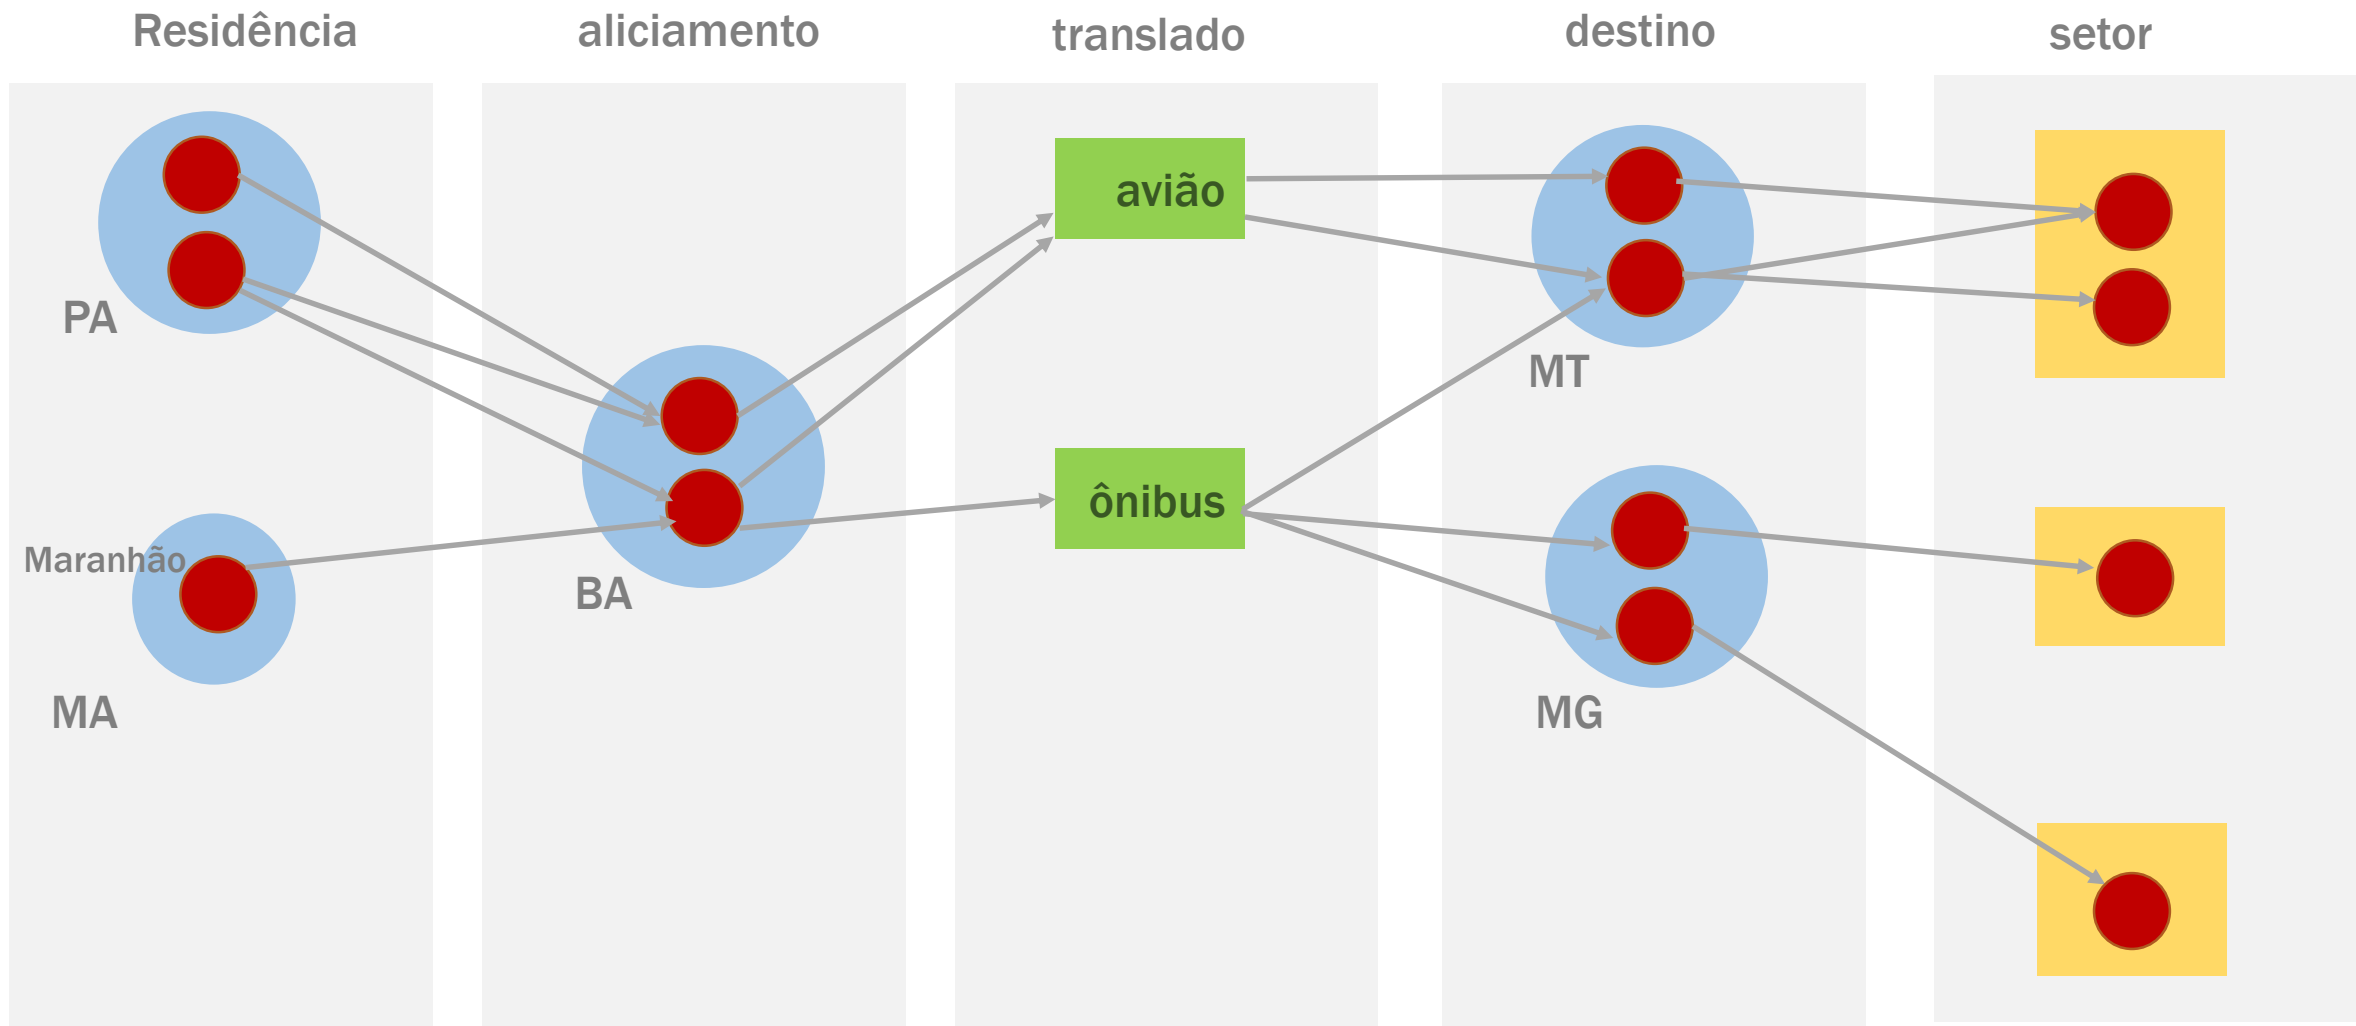 Residência
aliciamento
translado
destino
setor
PA
Maranhão
MA
BA
avião
ônibus
MT
MG